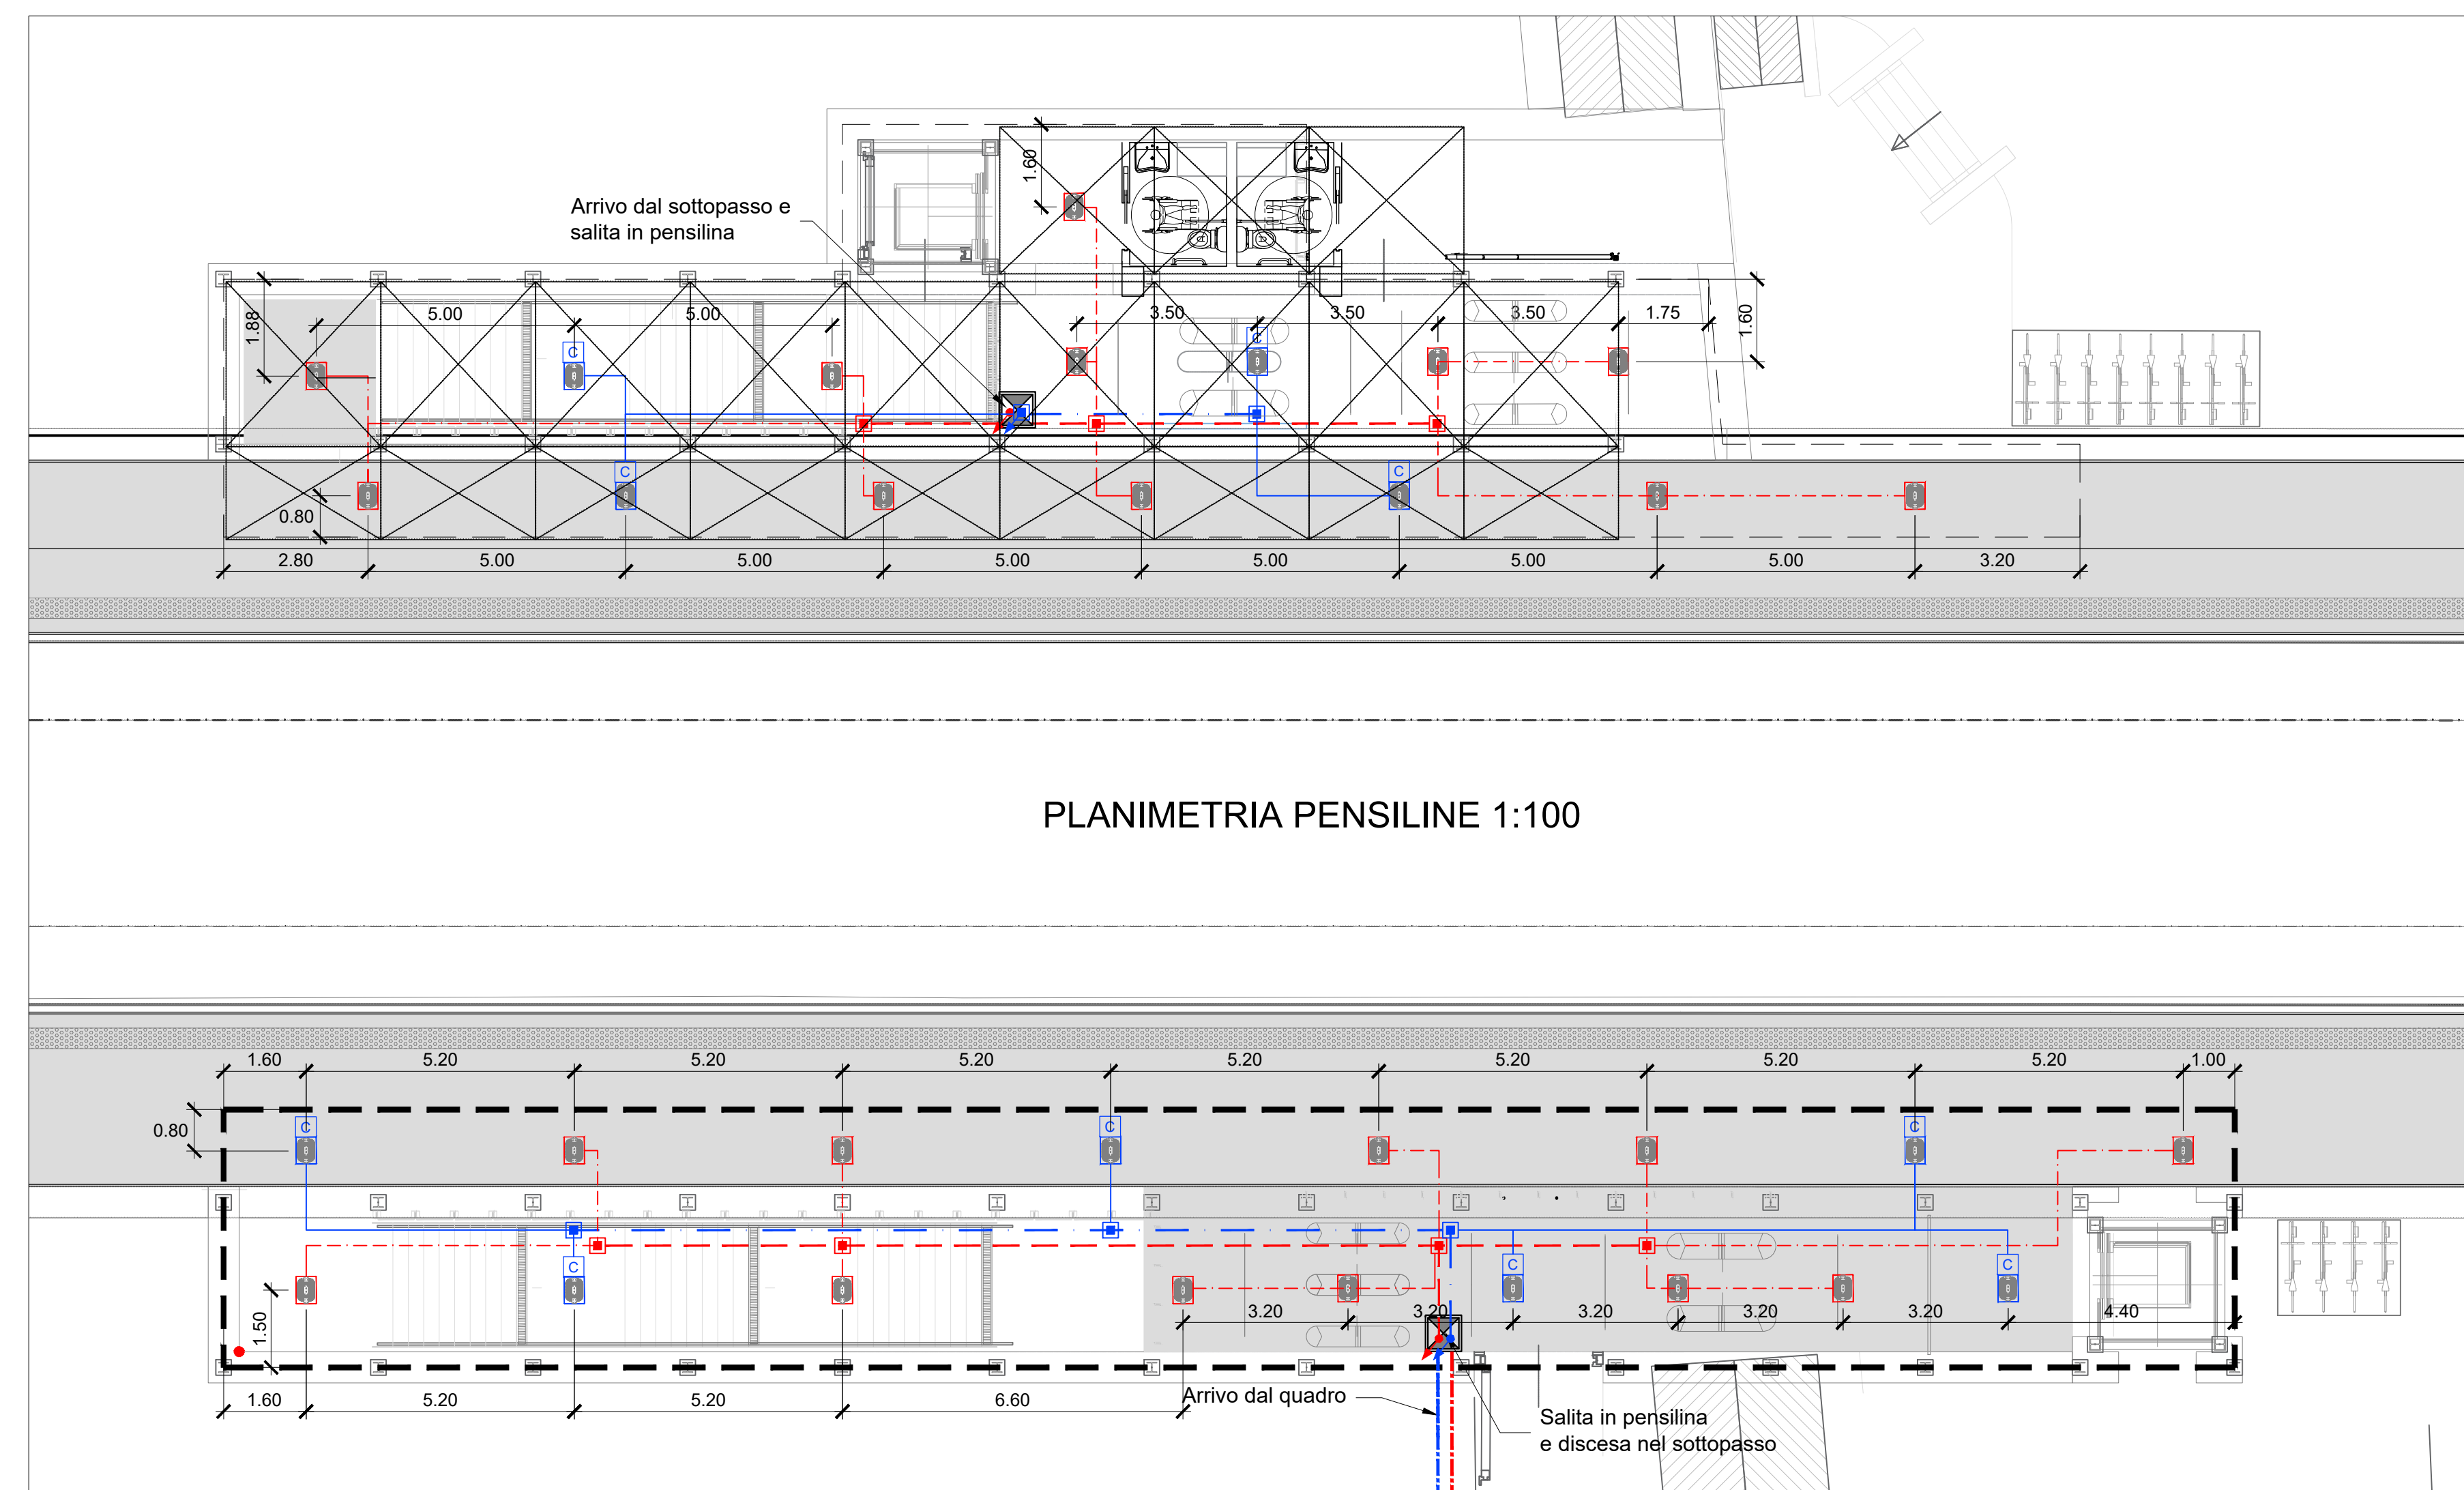 1.60
Arrivo dal sottopasso e
salita in pensilina
1.88
5.00
5.00
3.50
3.50
3.50
1.75
1.60
C
C
C
C
0.80
2.80
5.00
5.00
5.00
5.00
5.00
5.00
3.20
PLANIMETRIA PENSILINE 1:100
1.60
5.20
5.20
5.20
5.20
5.20
5.20
5.20
1.00
0.80
C
C
C
C
C
C
1.50
3.20
3.20
3.20
3.20
3.20
4.40
1.60
5.20
5.20
6.60
Arrivo dal quadro
Salita in pensilina
e discesa nel sottopasso